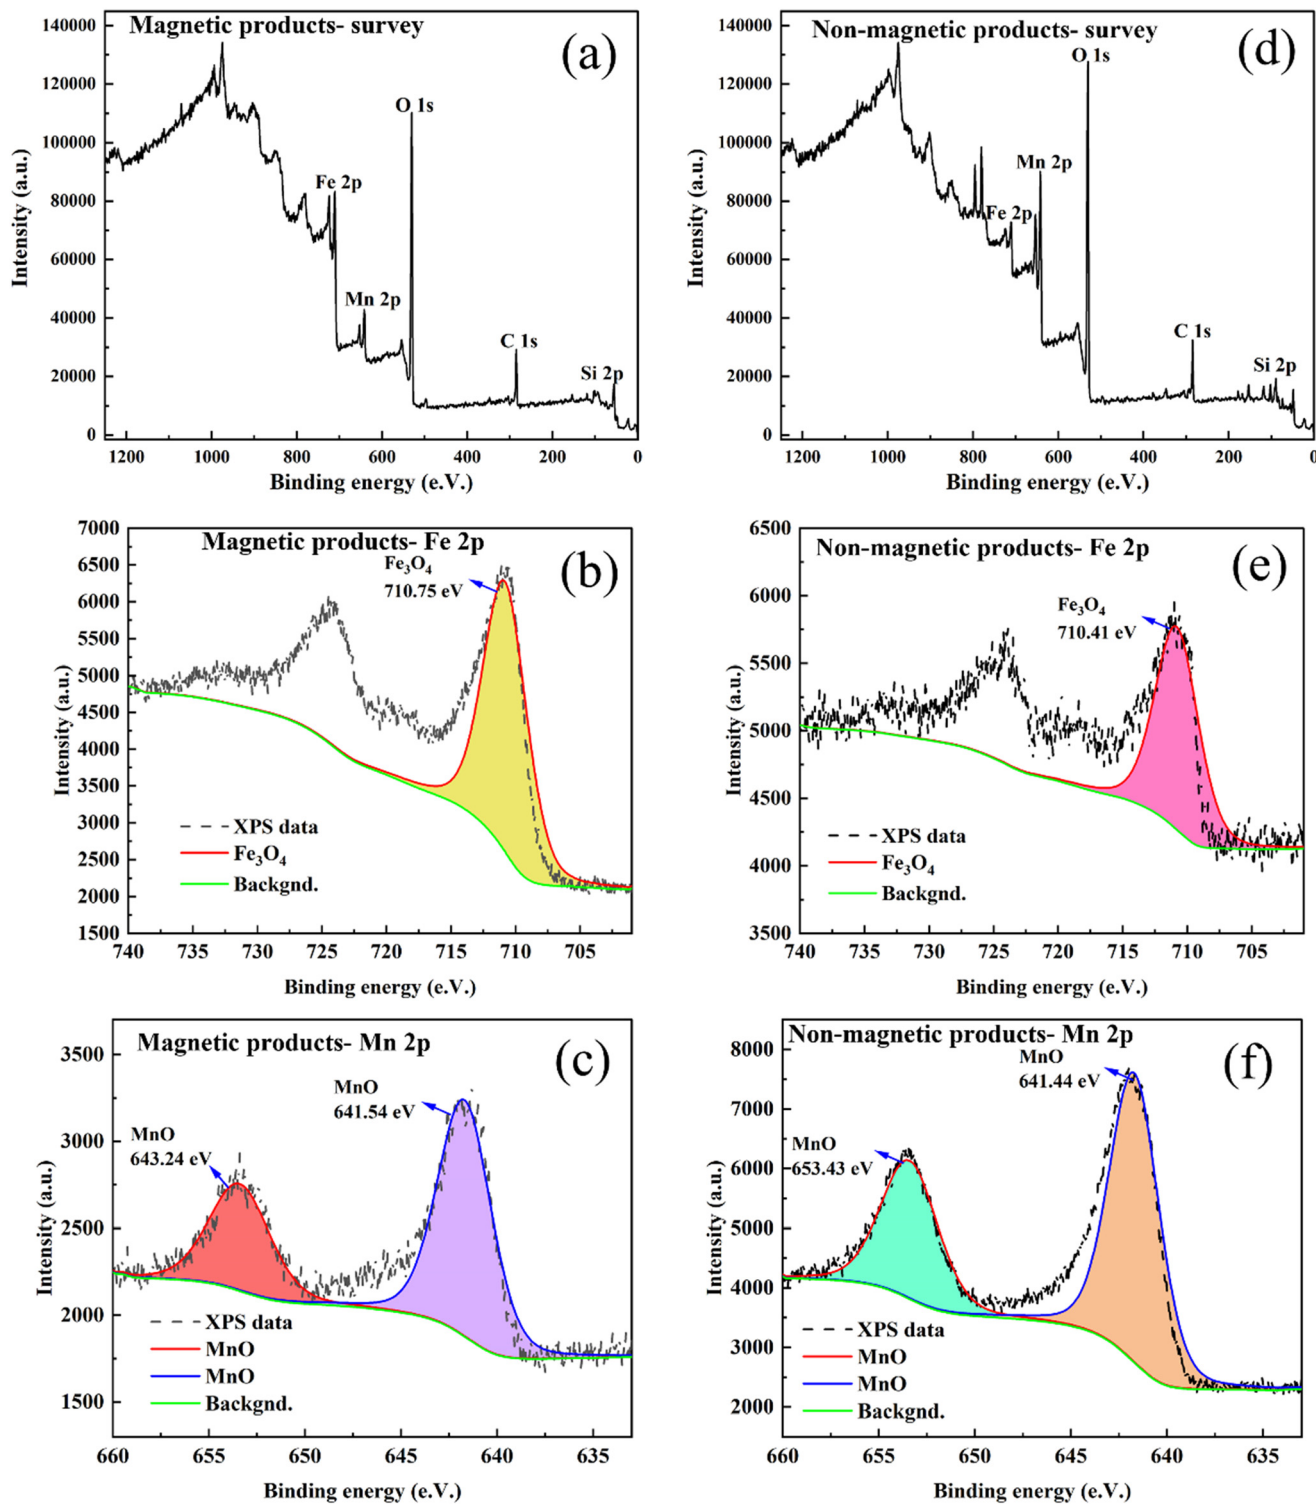 Magnetic products- survey
(a)
140000
120000
100000
80000
60000
40000
20000
0
Intensity (a.u.)
O 1s
Fe 2p
Mn 2p
C 1s
Si 2p
1200 1000 800 600 400 200 0
Binding energy (e.V.)
Non-magnetic products- survey
(d)
140000
120000
100000
80000
60000
40000
20000
0
Intensity (a.u.)
O 1s
Mn 2p
Fe 2p
C 1s
Si 2p
1200 1000 800 600 400 200 0
Binding energy (e.V.)
Magnetic products- Fe 2p
(b)
7000
6500
6000
5500
5000
4500
4000
3500
3000
2500
2000
1500
Intensity (a.u.)
Fe₃O₄
710.75 eV
XPS data
Fe₃O₄
Backgnd.
740 735 730 725 720 715 710 705
Binding energy (e.V.)
Non-magnetic products- Fe 2p
(e)
6500
6000
5500
5000
4500
4000
3500
Intensity (a.u.)
Fe₃O₄
710.41 eV
XPS data
Fe₃O₄
Backgnd.
740 735 730 725 720 715 710 705
Binding energy (e.V.)
Magnetic products- Mn 2p
(c)
3500
3000
2500
2000
1500
Intensity (a.u.)
MnO
641.54 eV
MnO
643.24 eV
XPS data
MnO
MnO
Backgnd.
660 655 650 645 640 635
Binding energy (e.V.)
Non-magnetic products- Mn 2p
(f)
8000
7000
6000
5000
4000
3000
2000
Intensity (a.u.)
MnO
641.44 eV
MnO
653.43 eV
XPS data
MnO
MnO
Backgnd.
660 655 650 645 640 635
Binding energy (e.V.)